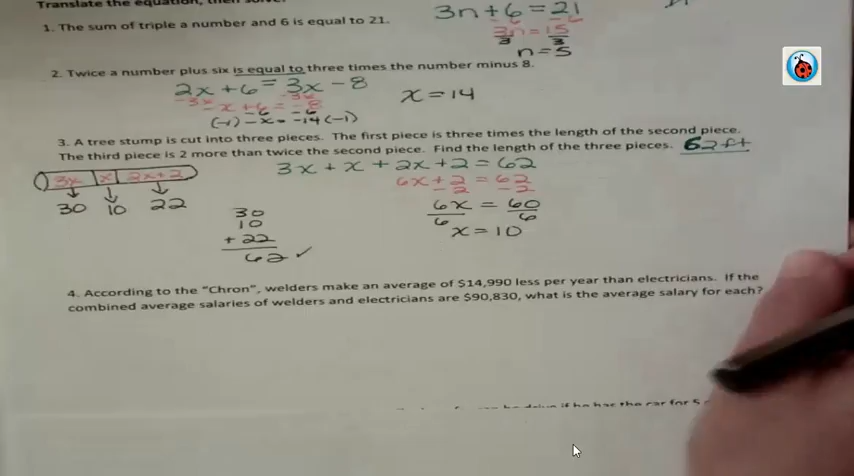 Translate the equation, then solve.
1. The sum of triple a number and 6 is equal to 21.
3n + 6 = 21
3n = 15
3 3
n = 5
2. Twice a number plus six is equal to three times the number minus 8.
2x + 6 = 3x - 8
-3x -3x
-x + 6 = -8
-6 -6
(-1) -x = -14 (-1)
x = 14
3. A tree stump is cut into three pieces. The first piece is three times the length of the second piece.
The third piece is 2 more than twice the second piece. Find the length of the three pieces. 62 ft
3x + x + 2x + 2 = 62
3x x 2x+2
6x + 2 = 62
- 2 - 2
30 10 22
6x = 60
6 6
x = 10
30
10
+ 22
62 ✓
4. According to the "Chron", welders make an average of $14,990 less per year than electricians. If the
combined average salaries of welders and electricians are $90,830, what is the average salary for each?
if he has the car for 5